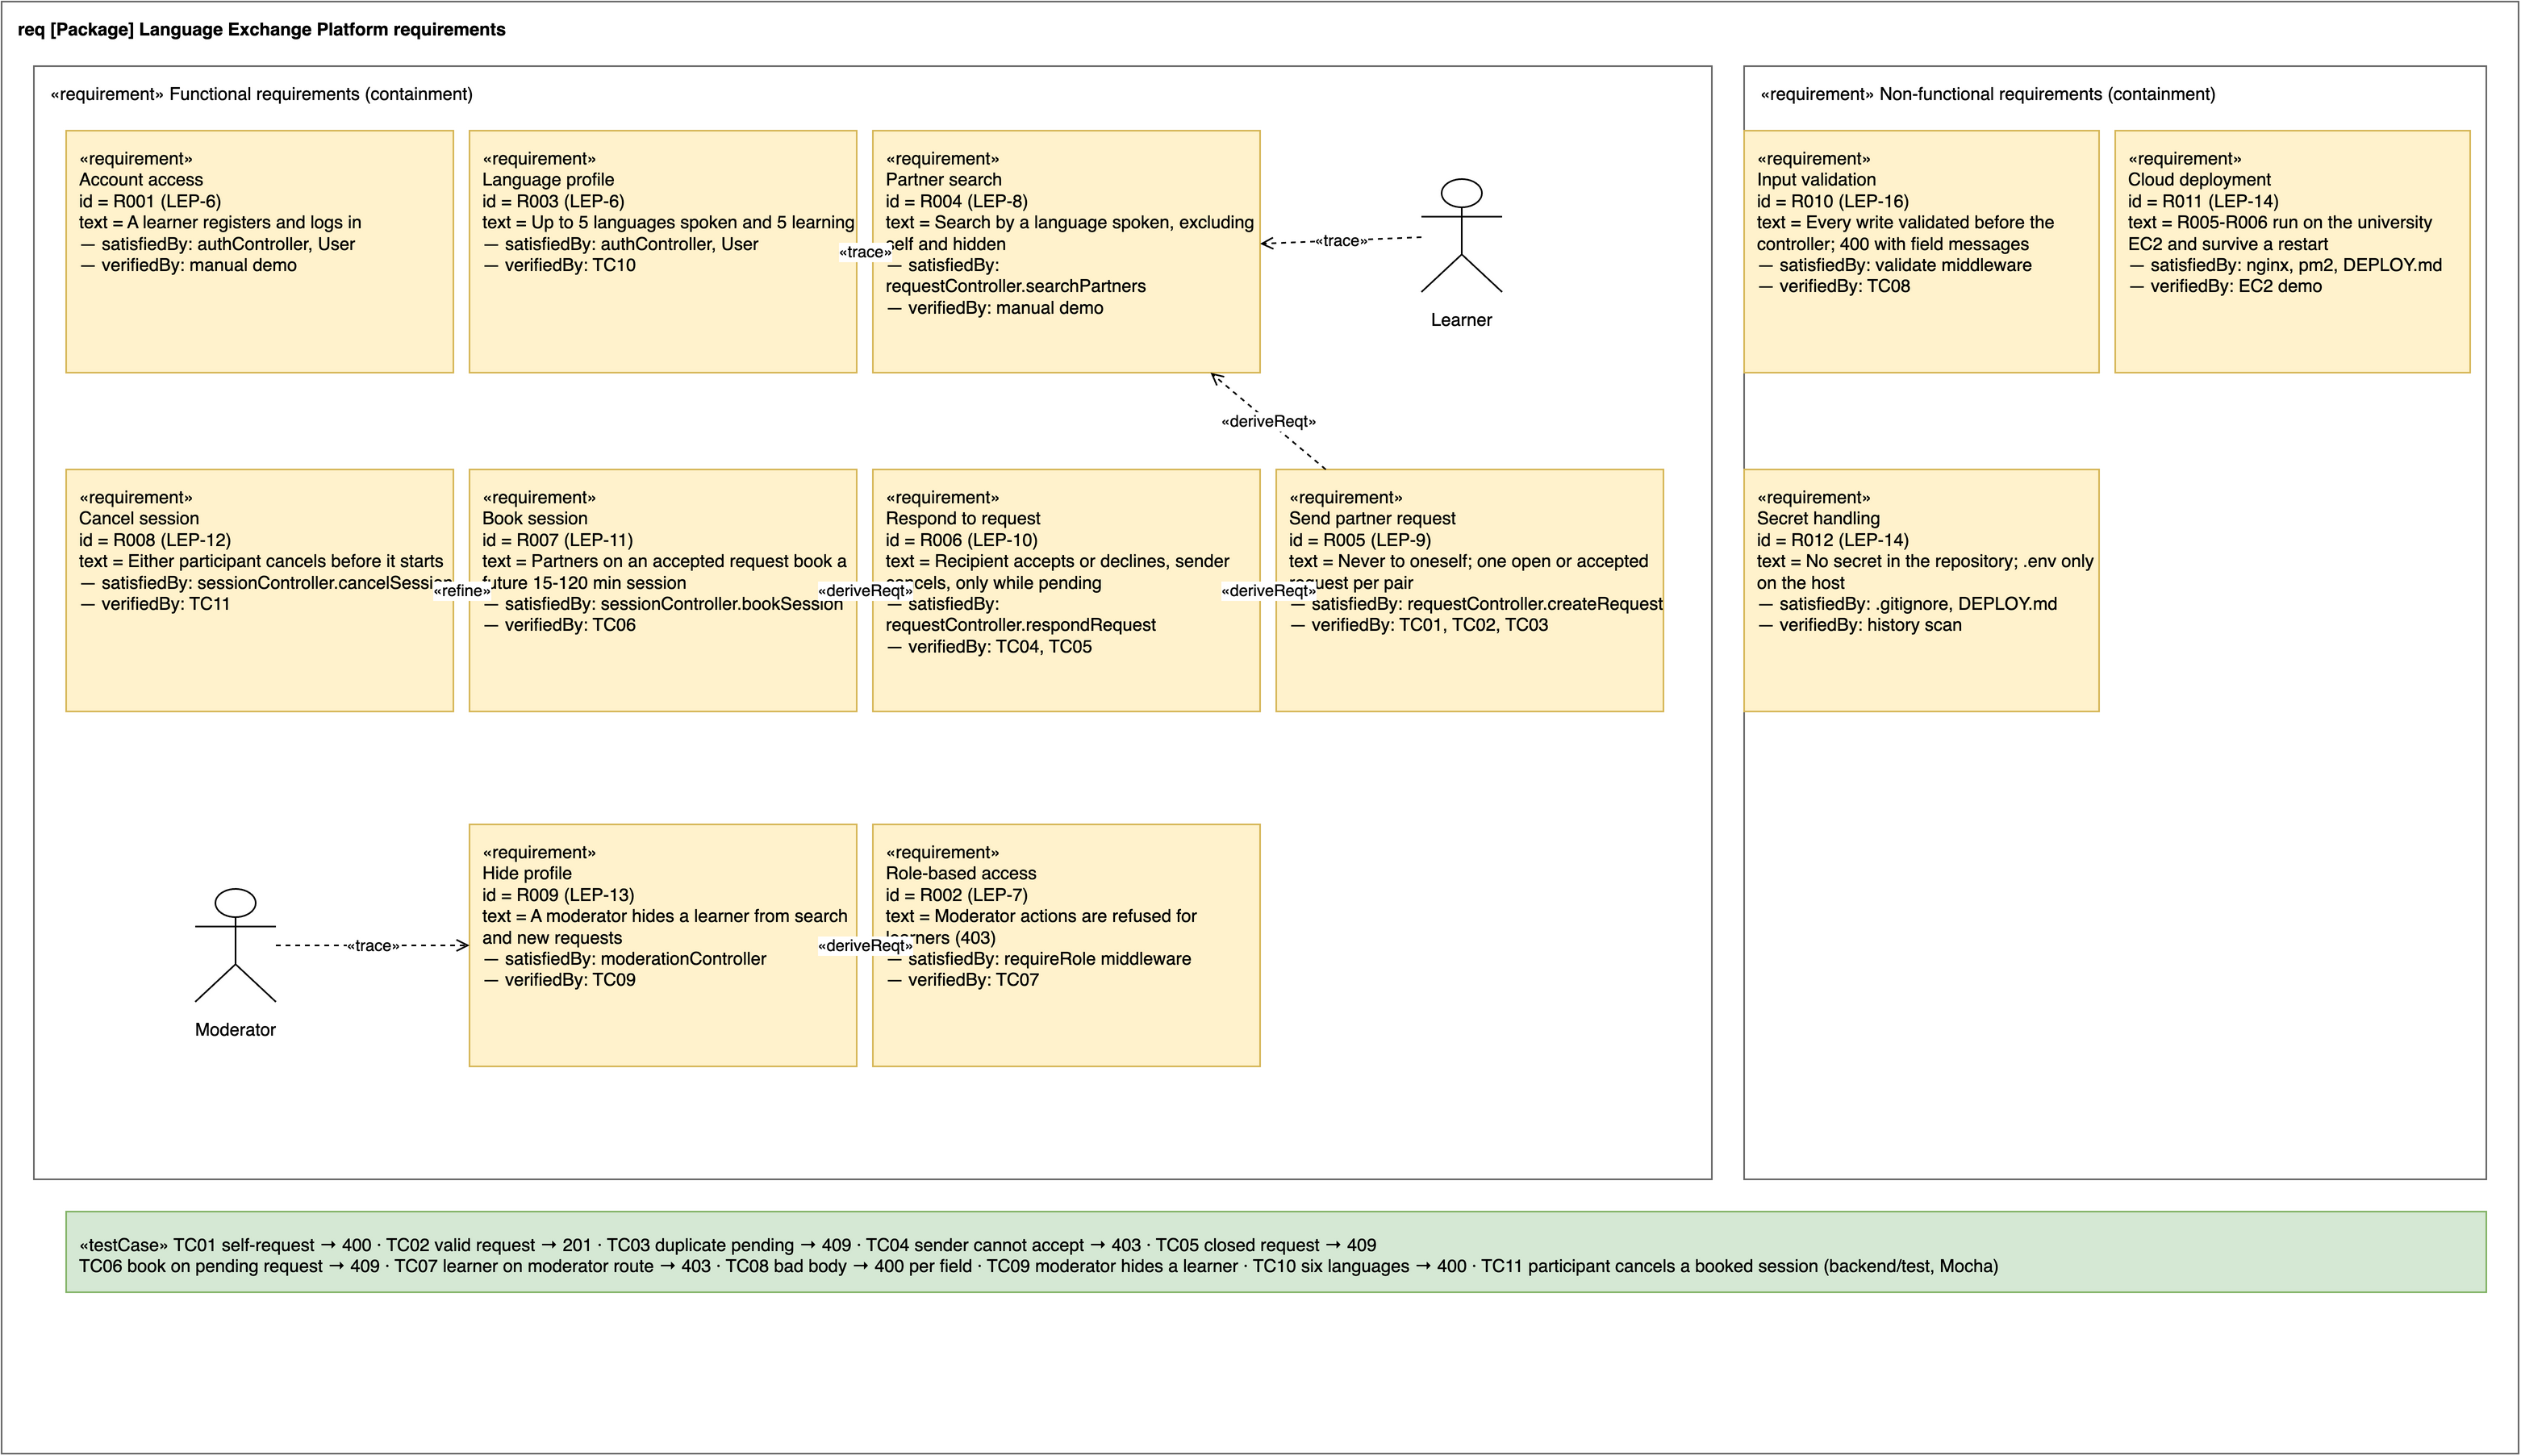 req [Package] Language Exchange Platform requirements
«requirement» Functional requirements (containment)
«requirement»
Account access
id = R001 (LEP-6)
text = A learner registers and logs in
— satisfiedBy: authController, User
— verifiedBy: manual demo
«requirement»
Language profile
id = R003 (LEP-6)
text = Up to 5 languages spoken and 5 learning
— satisfiedBy: authController, User
— verifiedBy: TC10
«trace»
«requirement»
Partner search
id = R004 (LEP-8)
text = Search by a language spoken, excluding
self and hidden
— satisfiedBy:
requestController.searchPartners
— verifiedBy: manual demo
«trace»
Learner
«deriveReqt»
«requirement»
Cancel session
id = R008 (LEP-12)
text = Either participant cancels before it starts
— satisfiedBy: sessionController.cancelSession
— verifiedBy: TC11
«refine»
«requirement»
Book session
id = R007 (LEP-11)
text = Partners on an accepted request book a
future 15-120 min session
— satisfiedBy: sessionController.bookSession
— verifiedBy: TC06
«deriveReqt»
«requirement»
Respond to request
id = R006 (LEP-10)
text = Recipient accepts or declines, sender
cancels, only while pending
— satisfiedBy:
requestController.respondRequest
— verifiedBy: TC04, TC05
«deriveReqt»
«requirement»
Send partner request
id = R005 (LEP-9)
text = Never to oneself; one open or accepted
request per pair
— satisfiedBy: requestController.createRequest
— verifiedBy: TC01, TC02, TC03
Moderator
«trace»
«requirement»
Hide profile
id = R009 (LEP-13)
text = A moderator hides a learner from search
and new requests
— satisfiedBy: moderationController
— verifiedBy: TC09
«deriveReqt»
«requirement»
Role-based access
id = R002 (LEP-7)
text = Moderator actions are refused for
learners (403)
— satisfiedBy: requireRole middleware
— verifiedBy: TC07
«requirement» Non-functional requirements (containment)
«requirement»
Input validation
id = R010 (LEP-16)
text = Every write validated before the
controller; 400 with field messages
— satisfiedBy: validate middleware
— verifiedBy: TC08
«requirement»
Cloud deployment
id = R011 (LEP-14)
text = R005-R006 run on the university
EC2 and survive a restart
— satisfiedBy: nginx, pm2, DEPLOY.md
— verifiedBy: EC2 demo
«requirement»
Secret handling
id = R012 (LEP-14)
text = No secret in the repository; .env only
on the host
— satisfiedBy: .gitignore, DEPLOY.md
— verifiedBy: history scan
«testCase» TC01 self-request → 400 · TC02 valid request → 201 · TC03 duplicate pending → 409 · TC04 sender cannot accept → 403 · TC05 closed request → 409
TC06 book on pending request → 409 · TC07 learner on moderator route → 403 · TC08 bad body → 400 per field · TC09 moderator hides a learner · TC10 six languages → 400 · TC11 participant cancels a booked session (backend/test, Mocha)